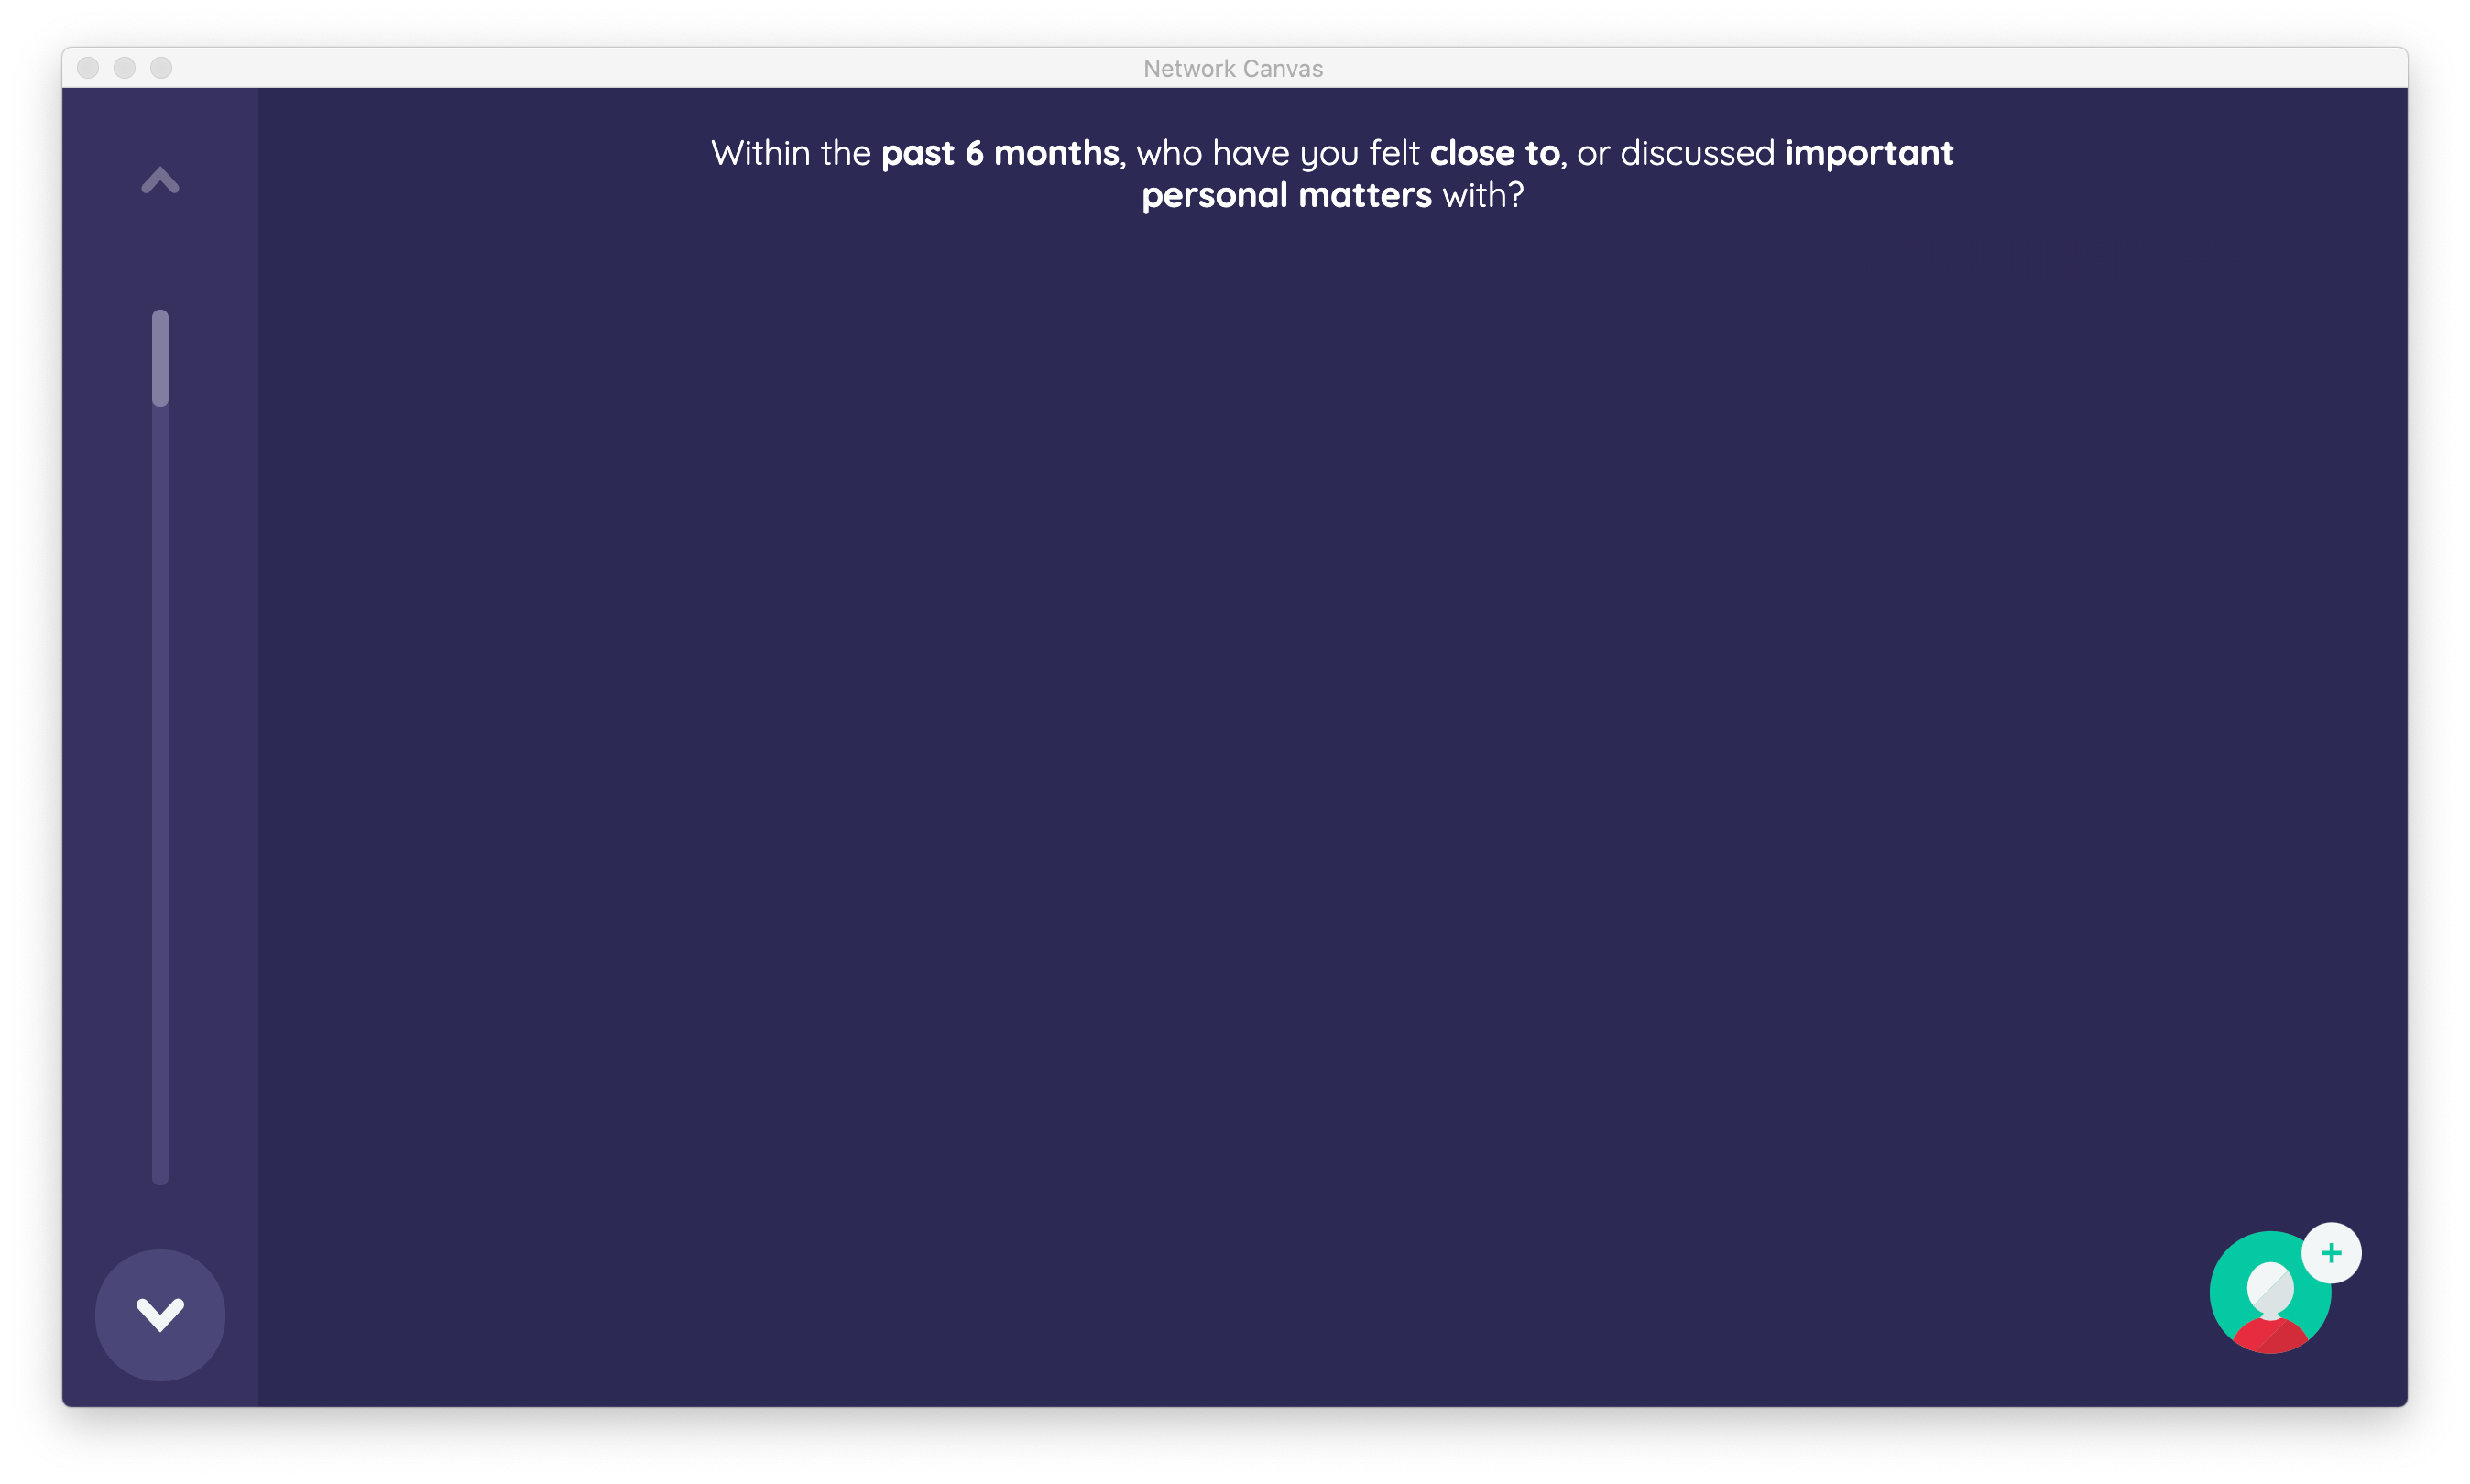 Network Canvas
Within the past 6 months, who have you felt close to, or discussed important
personal matters with?